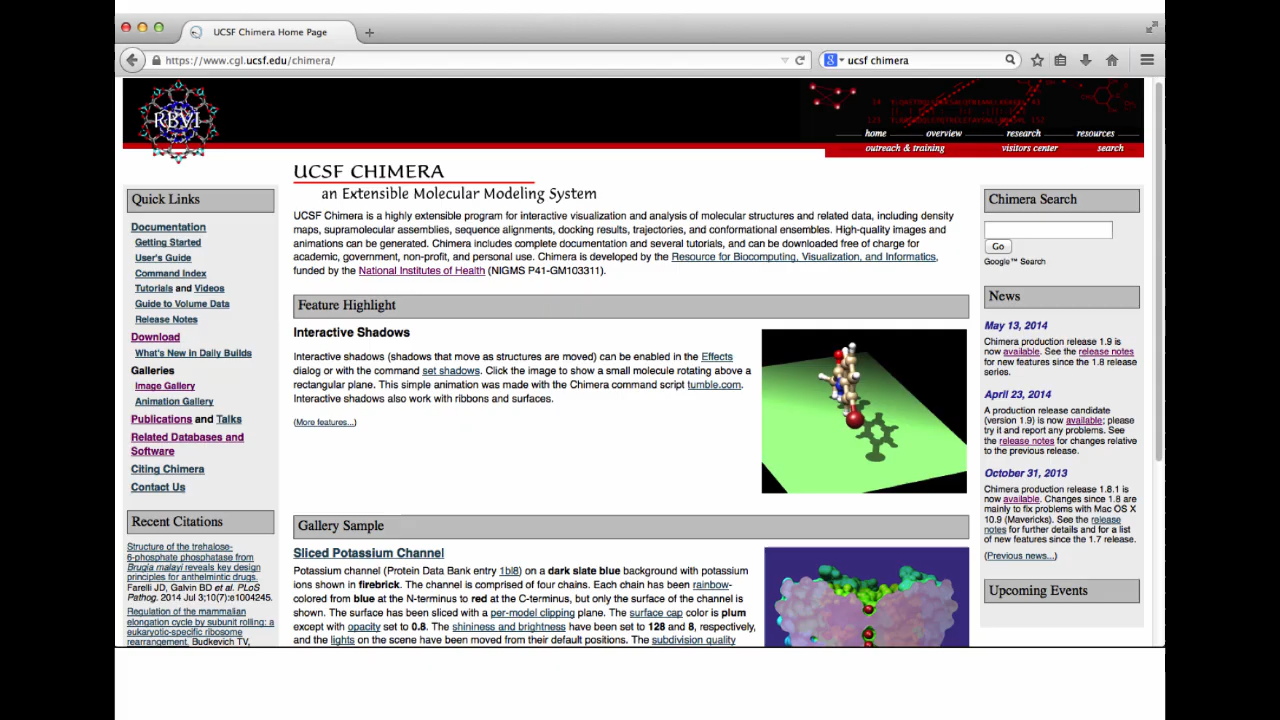 UCSF Chimera Home Page
https://www.cgl.ucsf.edu/chimera/
ucsf chimera
RBVI
home overview research resources
outreach & training visitors center search
UCSF CHIMERA
an Extensible Molecular Modeling System
UCSF Chimera is a highly extensible program for interactive visualization and analysis of molecular structures and related data, including density
maps, supramolecular assemblies, sequence alignments, docking results, trajectories, and conformational ensembles. High-quality images and
animations can be generated. Chimera includes complete documentation and several tutorials, and can be downloaded free of charge for
academic, government, non-profit, and personal use. Chimera is developed by the Resource for Biocomputing, Visualization, and Informatics,
funded by the National Institutes of Health (NIGMS P41-GM103311).
Quick Links
Documentation
Getting Started
User's Guide
Command Index
Tutorials and Videos
Guide to Volume Data
Release Notes
Download
What's New in Daily Builds
Galleries
Image Gallery
Animation Gallery
Publications and Talks
Related Databases and
Software
Citing Chimera
Contact Us
Recent Citations
Structure of the trehalose-
6-phosphate phosphatase from
Brugia malayi reveals key design
principles for anthelmintic drugs.
Farelli JD, Galvin BD et al. PLoS
Pathog. 2014 Jul 3;10(7):e1004245.
Regulation of the mammalian
elongation cycle by subunit rolling: a
eukaryotic-specific ribosome
rearrangement. Budkevich TV,
Feature Highlight
Interactive Shadows
Interactive shadows (shadows that move as structures are moved) can be enabled in the Effects
dialog or with the command set shadows. Click the image to show a small molecule rotating above a
rectangular plane. This simple animation was made with the Chimera command script tumble.com.
Interactive shadows also work with ribbons and surfaces.
(More features...)
Gallery Sample
Sliced Potassium Channel
Potassium channel (Protein Data Bank entry 1bl8) on a dark slate blue background with potassium
ions shown in firebrick. The channel is comprised of four chains. Each chain has been rainbow-
colored from blue at the N-terminus to red at the C-terminus, but only the surface of the channel is
shown. The surface has been sliced with a per-model clipping plane. The surface cap color is plum
except with opacity set to 0.8. The shininess and brightness have been set to 128 and 8, respectively,
and the lights on the scene have been moved from their default positions. The subdivision quality
Chimera Search
Go
Google™ Search
News
May 13, 2014
Chimera production release 1.9 is
now available. See the release notes
for new features since the 1.8
series.
April 23, 2014
A production release candidate
(version 1.9) is now available; please
try it and report any problems. See
the release notes for changes relative
to the previous release.
October 31, 2013
Chimera production release 1.8.1 is
now available. Changes since 1.8 are
mainly to fix problems with Mac OS X
10.9 (Mavericks). See the release
notes for further details and for a list
of new features since the 1.7 release.
(Previous news...)
Upcoming Events